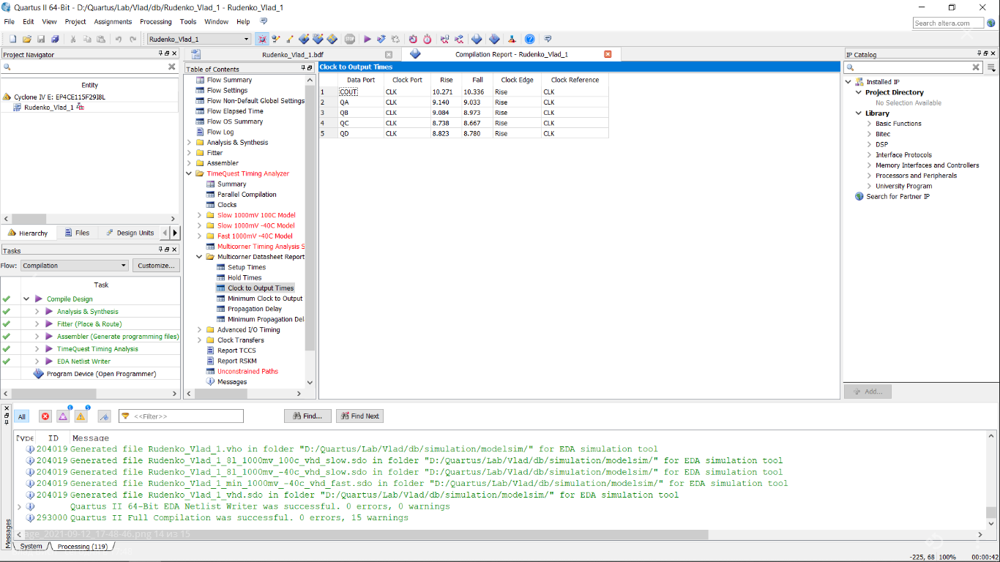 Quartus II 64-Bit - D:/Quartus/Lab/Vlad/db/Rudenko_Vlad_1 - Rudenko_Vlad_1
File Edit View Project Assignments Processing Tools Window Help
Search altera.com
Rudenko_Vlad_1
Project Navigator
Entity
Cyclone IV E: EP4CE115F29I8L
Rudenko_Vlad_1
Hierarchy Files Design Units
Tasks
Flow: Compilation Customize...
Task
Compile Design
Analysis & Synthesis
Fitter (Place & Route)
Assembler (Generate programming files)
TimeQuest Timing Analysis
EDA Netlist Writer
Program Device (Open Programmer)
Rudenko_Vlad_1.bdf
Compilation Report - Rudenko_Vlad_1
Table of Contents
Flow Summary
Flow Settings
Flow Non-Default Global Settings
Flow Elapsed Time
Flow OS Summary
Flow Log
Analysis & Synthesis
Fitter
Assembler
TimeQuest Timing Analyzer
Summary
Parallel Compilation
Clocks
Slow 1000mV 100C Model
Slow 1000mV -40C Model
Fast 1000mV -40C Model
Multicorner Timing Analysis S
Multicorner Datasheet Report
Setup Times
Hold Times
Clock to Output Times
Minimum Clock to Output
Propagation Delay
Minimum Propagation Del
Advanced I/O Timing
Clock Transfers
Report TCCS
Report RSKM
Unconstrained Paths
Messages
Clock to Output Times
Data Port Clock Port Rise Fall Clock Edge Clock Reference
1 COUT CLK 10.271 10.336 Rise CLK
2 QA CLK 9.140 9.033 Rise CLK
3 QB CLK 9.084 8.973 Rise CLK
4 QC CLK 8.738 8.667 Rise CLK
5 QD CLK 8.823 8.780 Rise CLK
IP Catalog
Installed IP
Project Directory
No Selection Available
Library
Basic Functions
Bitec
DSP
Interface Protocols
Memory Interfaces and Controllers
Processors and Peripherals
University Program
Search for Partner IP
Add...
All 6 5 <<Filter>> Find... Find Next
Type ID Message
204019 Generated file Rudenko_Vlad_1.vho in folder "D:/Quartus/Lab/Vlad/db/simulation/modelsim/" for EDA simulation tool
204019 Generated file Rudenko_Vlad_1_8l_1000mv_100c_vhd_slow.sdo in folder "D:/Quartus/Lab/Vlad/db/simulation/modelsim/" for EDA simulation tool
204019 Generated file Rudenko_Vlad_1_8l_1000mv_-40c_vhd_slow.sdo in folder "D:/Quartus/Lab/Vlad/db/simulation/modelsim/" for EDA simulation tool
204019 Generated file Rudenko_Vlad_1_min_1000mv_-40c_vhd_fast.sdo in folder "D:/Quartus/Lab/Vlad/db/simulation/modelsim/" for EDA simulation tool
204019 Generated file Rudenko_Vlad_1_vhd.sdo in folder "D:/Quartus/Lab/Vlad/db/simulation/modelsim/" for EDA simulation tool
Quartus II 64-Bit EDA Netlist Writer was successful. 0 errors, 0 warnings
293000 Quartus II Full Compilation was successful. 0 errors, 15 warnings
Messages
age_2021-09-12_17-48-46.png 14 из 15
System Processing (119)
-225, 68 100% 00:00:42